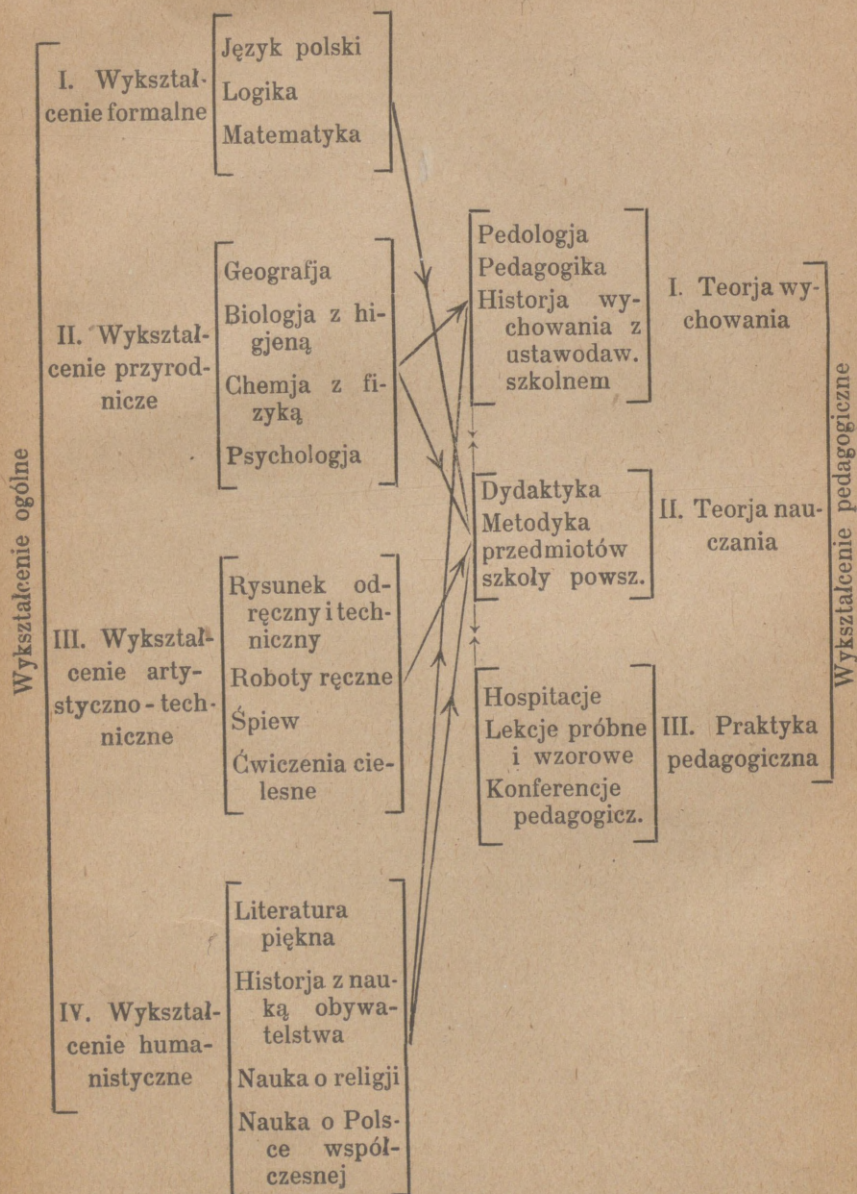 Wykształcenie ogólne
I. Wykształ-
cenie formalne
Język polski
Logika
Matematyka
II. Wykształ-
cenie przyrod-
nicze
Geografja
Biologja z hi-
gjeną
Chemja z fi-
zyką
Psychologja
III. Wykształ-
cenie arty-
styczno-tech-
niczne
Rysunek od-
ręczny i tech-
niczny
Roboty ręczne
Śpiew
Ćwiczenia cie-
lesne
IV. Wykształ-
cenie huma-
nistyczne
Literatura
piękna
Historja z nau-
ką obywa-
telstwa
Nauka o religji
Nauka o Pols-
ce współ-
czesnej
Pedologja
Pedagogika
Historja wy-
chowania z
ustawodaw.
szkolnem
I. Teorja wy-
chowania
Dydaktyka
Metodyka
przedmiotów
szkoły powsz.
II. Teorja nau-
czania
Hospitacje
Lekcje próbne
i wzorowe
Konferencje
pedagogicz.
III. Praktyka
pedagogiczna
Wykształcenie pedagogiczne